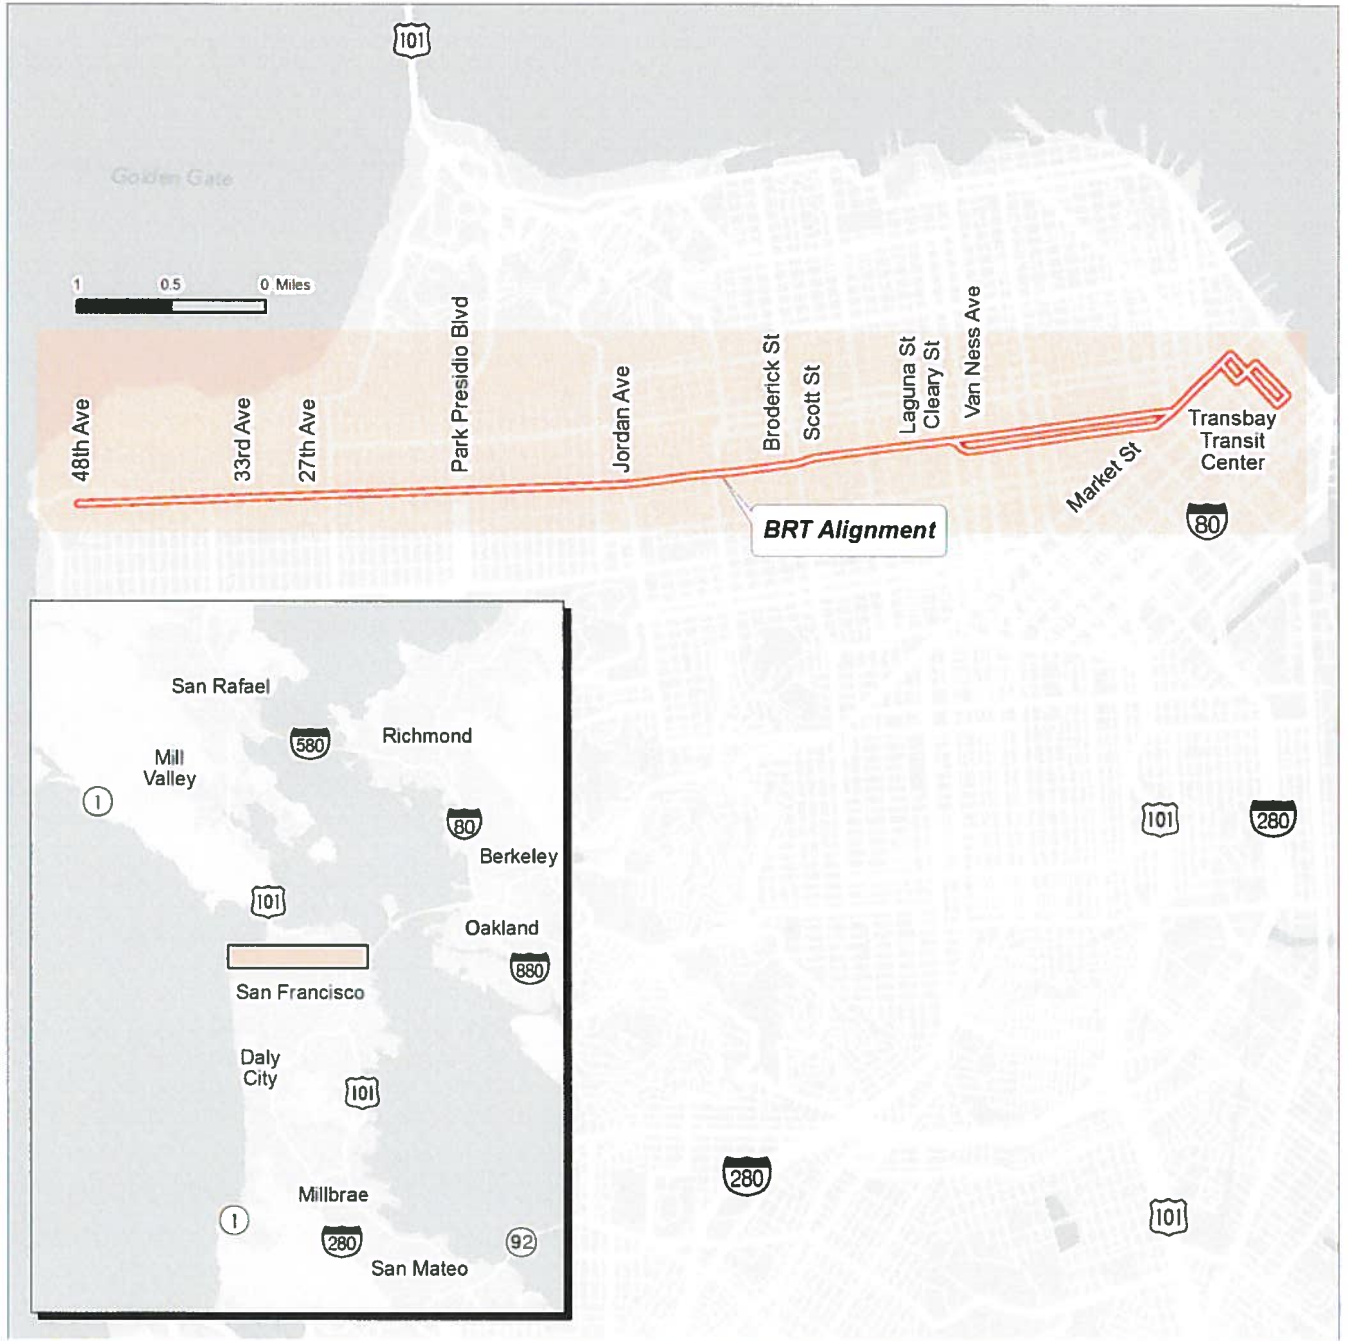 101
Golden Gate
1 0.5 0 Miles
48th Ave
33rd Ave
27th Ave
Park Presidio Blvd
Jordan Ave
Broderick St
Scott St
Laguna St
Cleary St
Van Ness Ave
Market St
Transbay
Transit
Center
80
BRT Alignment
San Rafael
580
Richmond
Mill
Valley
1
80
Berkeley
101
Oakland
880
San Francisco
Daly
City
101
Millbrae
1
280
92
San Mateo
101
280
280
101